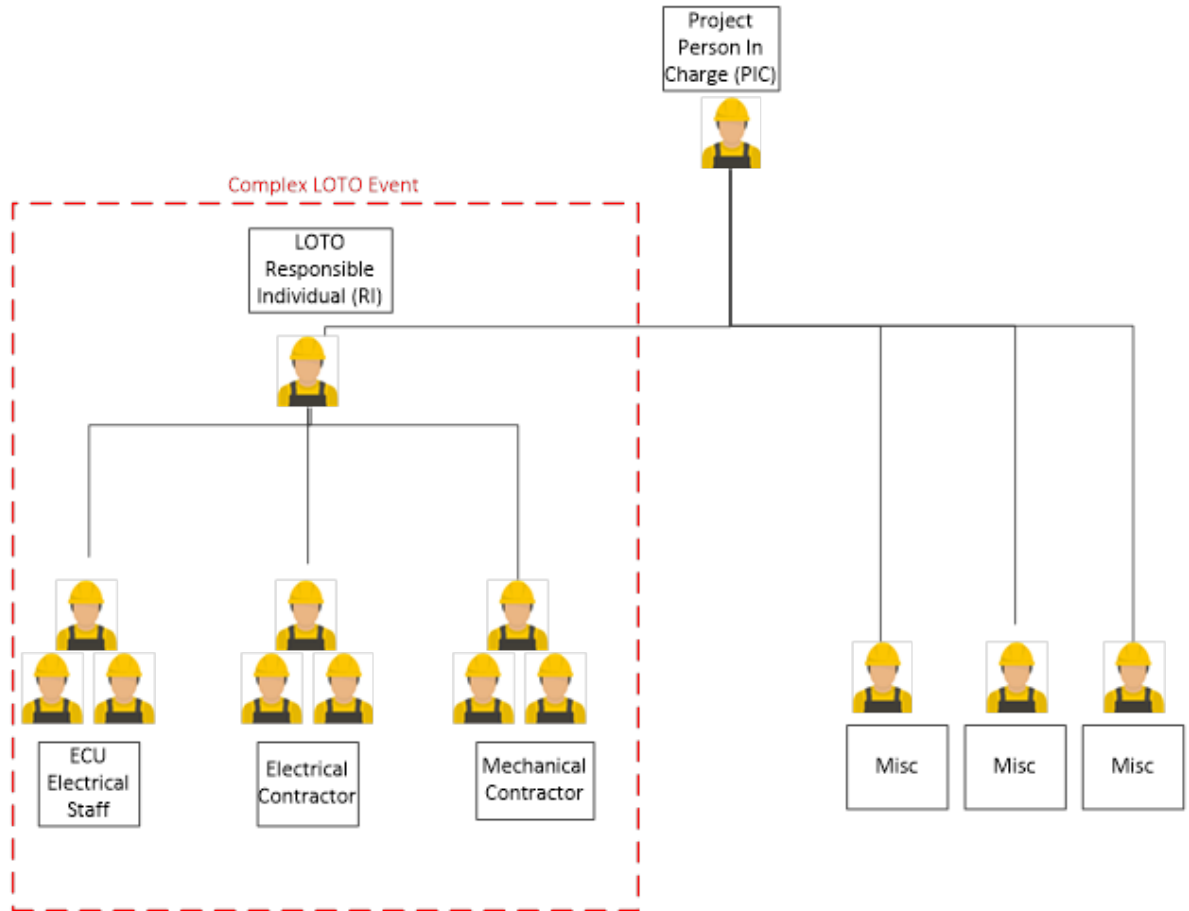 Project
Person In
Charge (PIC)
Complex LOTO Event
LOTO
Responsible
Individual (RI)
ECU
Electrical
Staff
Electrical
Contractor
Mechanical
Contractor
Misc
Misc
Misc